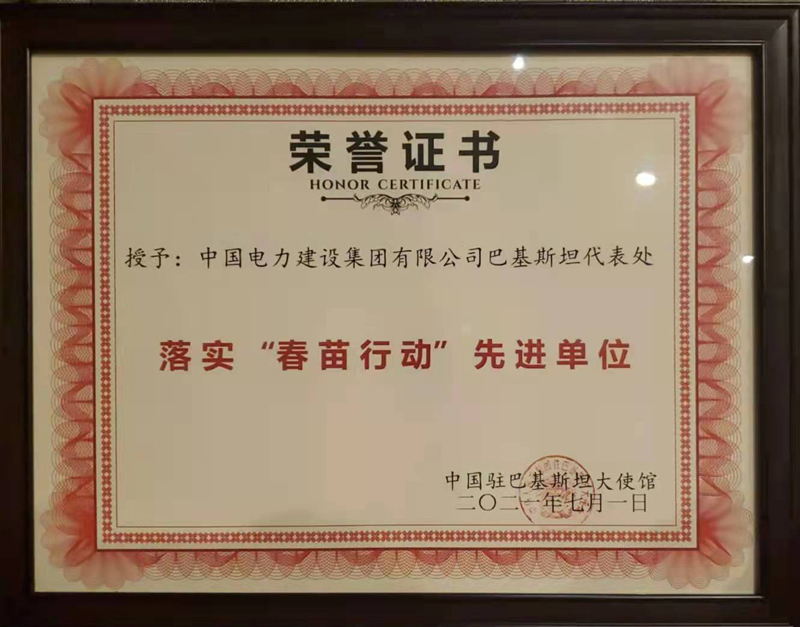 荣誉证书
HONOR CERTIFICATE
授予：中国电力建设集团有限公司巴基斯坦代表处
落实“春苗行动”先进单位
中国驻巴基斯坦大使馆
二〇二一年七月一日